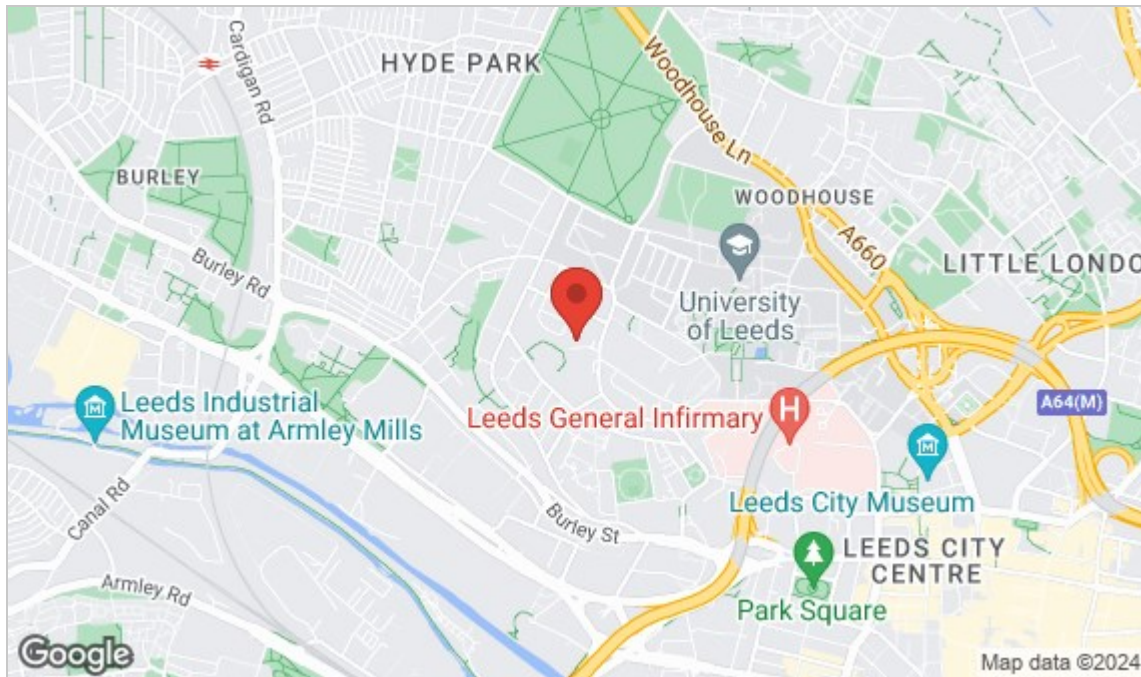 Cardigan Rd
HYDE PARK
Woodhouse Ln
BURLEY
WOODHOUSE
A660
Burley Rd
LITTLE LONDO
University
of Leeds
Leeds Industrial
Museum at Armley Mills
Leeds General Infirmary
H
A64(M)
M
M
Canal Rd
Leeds City Museum
Burley St
LEEDS CITY
CENTRE
Armley Rd
Park Square
Google
Map data ©2024